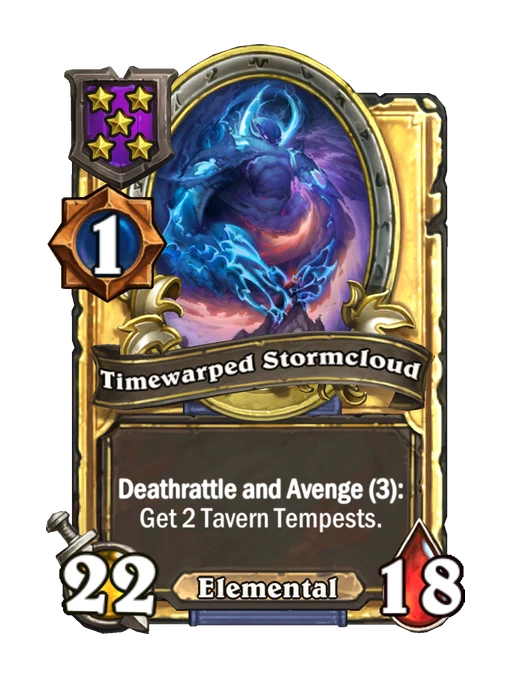 1
Timewarped Stormcloud
Deathrattle and Avenge (3):
Get 2 Tavern Tempests.
22
Elemental
18